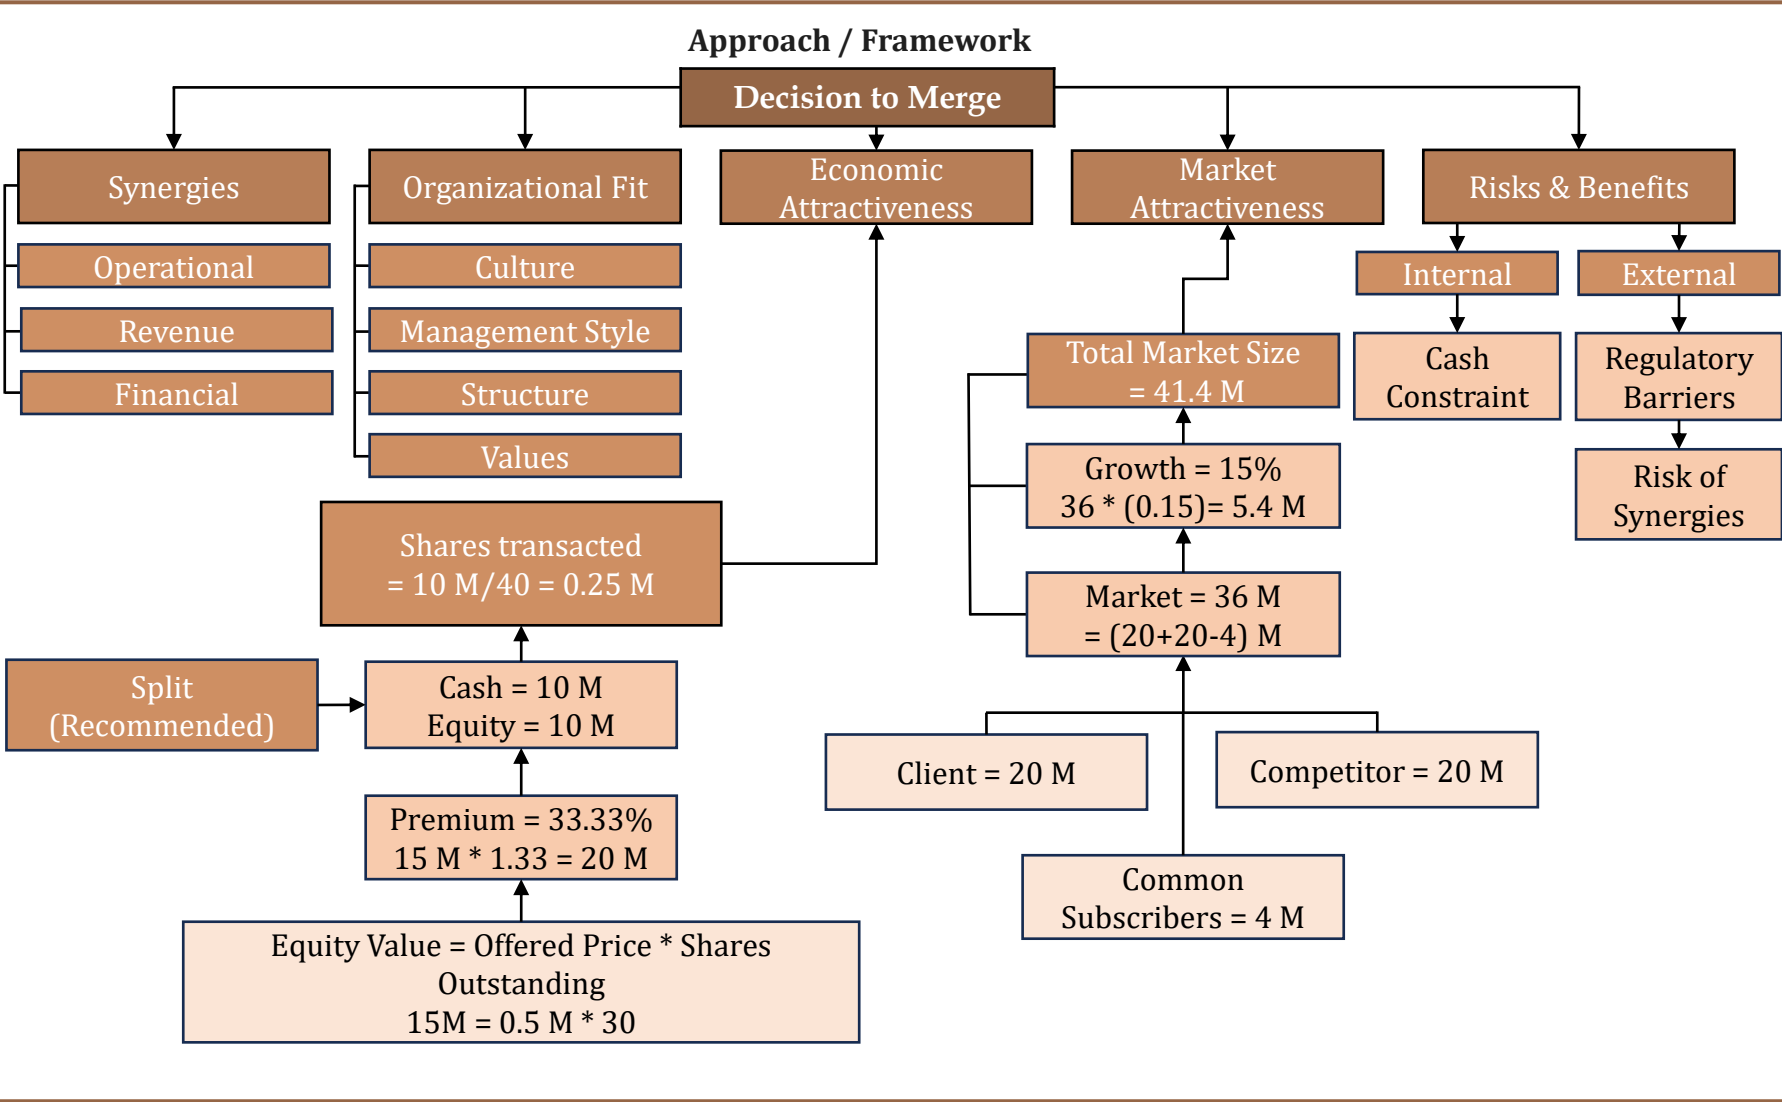 Approach / Framework
Decision to Merge
Synergies
Operational
Revenue
Financial
Organizational Fit
Culture
Management Style
Structure
Values
Economic
Attractiveness
Shares transacted
= 10 M/40 = 0.25 M
Split
(Recommended)
Cash = 10 M
Equity = 10 M
Premium = 33.33%
15 M * 1.33 = 20 M
Equity Value = Offered Price * Shares
Outstanding
15M = 0.5 M * 30
Market
Attractiveness
Total Market Size
= 41.4 M
Growth = 15%
36 * (0.15)= 5.4 M
Market = 36 M
= (20+20-4) M
Client = 20 M
Competitor = 20 M
Common
Subscribers = 4 M
Risks & Benefits
Internal
Cash
Constraint
External
Regulatory
Barriers
Risk of
Synergies